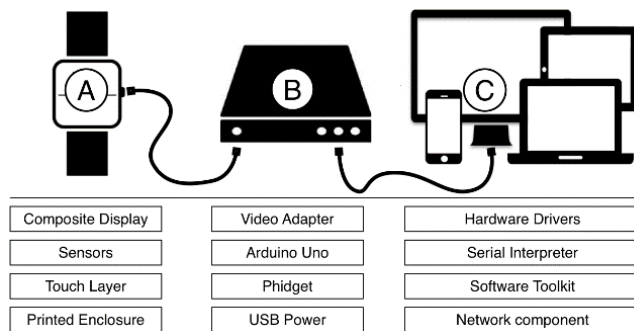 A
B
C
Composite Display
Video Adapter
Hardware Drivers
Sensors
Arduino Uno
Serial Interpreter
Touch Layer
Phidget
Software Toolkit
Printed Enclosure
USB Power
Network component